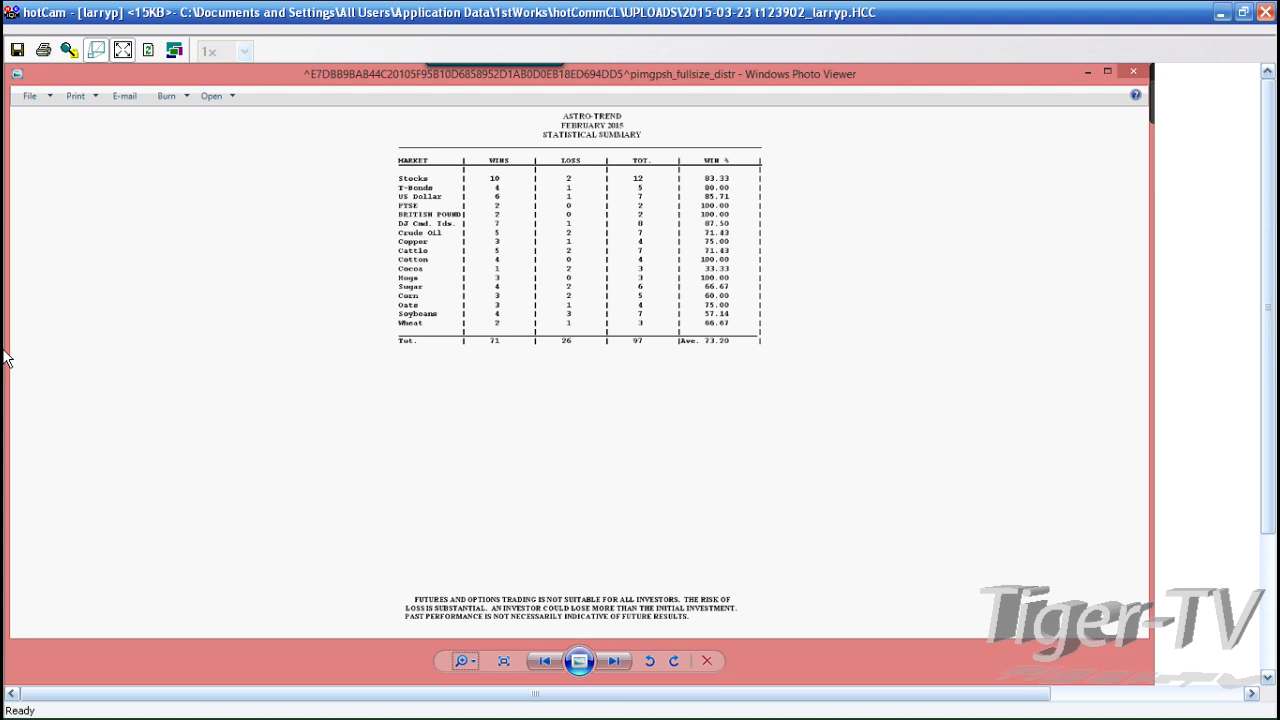 hotCam - [larryp] <15KB>- C:\Documents and Settings\All Users\Application Data\1stWorks\hotCommCL\UPLOADS\2015-03-23 t123902_larryp.HCC
1x
^E7DBB9BAB44C20105F95B10D6858952D1AB0D0EB18ED694DD5^pimgpsh_fullsize_distr - Windows Photo Viewer
File Print E-mail Burn Open
ASTRO-TREND
FEBRUARY 2015
STATISTICAL SUMMARY
MARKET | WINS | LOSS | TOT. | WIN % |
Stocks | 10 | 2 | 12 | 83.33 |
T-Bonds | 4 | 1 | 5 | 80.00 |
US Dollar | 6 | 1 | 7 | 85.71 |
FTSE | 2 | 0 | 2 | 100.00 |
BRITISH POUND | 2 | 0 | 2 | 100.00 |
DJ Cmd. Ids. | 7 | 1 | 8 | 87.50 |
Crude Oil | 5 | 2 | 7 | 71.43 |
Copper | 3 | 1 | 4 | 75.00 |
Cattle | 5 | 2 | 7 | 71.43 |
Cotton | 4 | 0 | 4 | 100.00 |
Cocoa | 1 | 2 | 3 | 33.33 |
Hogs | 3 | 0 | 3 | 100.00 |
Sugar | 4 | 2 | 6 | 66.67 |
Corn | 3 | 2 | 5 | 60.00 |
Oats | 3 | 1 | 4 | 75.00 |
Soybeans | 4 | 3 | 7 | 57.14 |
Wheat | 2 | 1 | 3 | 66.67 |
Tot. | 71 | 26 | 97 |Ave. 73.20 |
FUTURES AND OPTIONS TRADING IS NOT SUITABLE FOR ALL INVESTORS. THE RISK OF
LOSS IS SUBSTANTIAL. AN INVESTOR COULD LOSE MORE THAN THE INITIAL INVESTMENT.
PAST PERFORMANCE IS NOT NECESSARILY INDICATIVE OF FUTURE RESULTS.
Tiger-TV
Ready